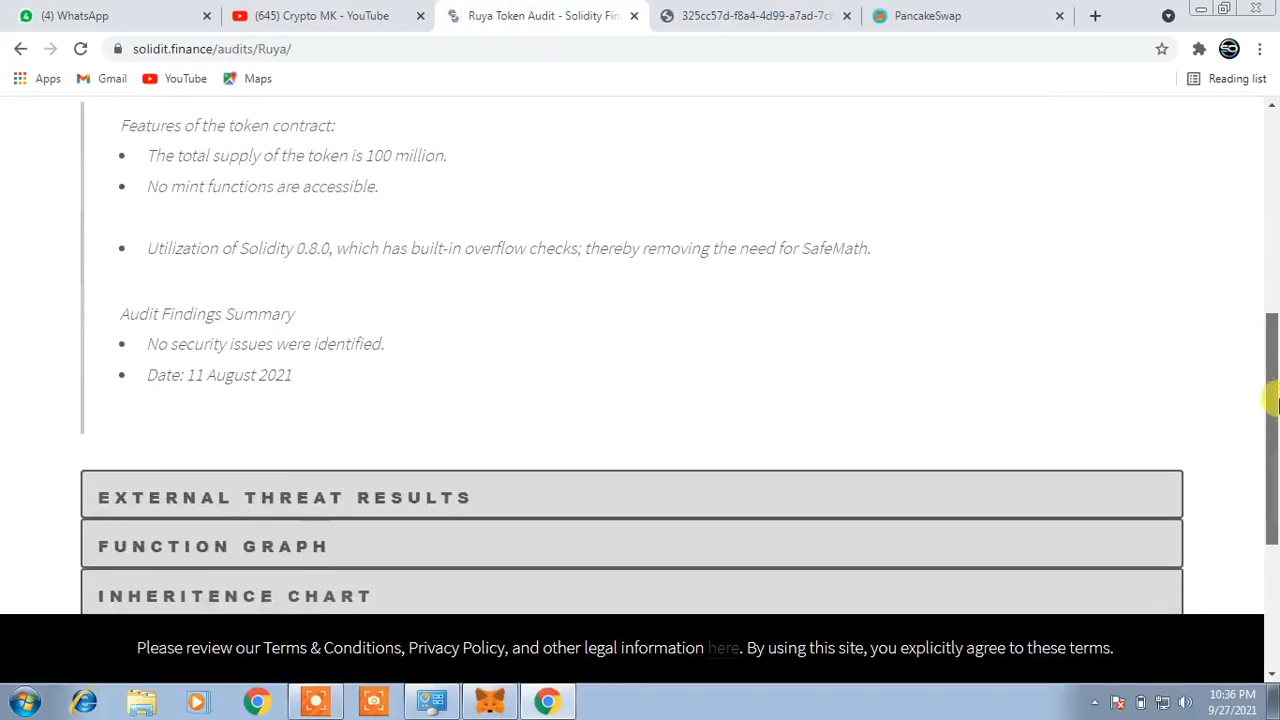 (4) WhatsApp
(645) Crypto MK - YouTube
Ruya Token Audit - Solidity Fin
325cc57d-f8a4-4d99-a7ad-7cb
PancakeSwap
solidit.finance/audits/Ruya/
Apps
Gmail
YouTube
Maps
Reading list
Features of the token contract:
The total supply of the token is 100 million.
No mint functions are accessible.
Utilization of Solidity 0.8.0, which has built-in overflow checks; thereby removing the need for SafeMath.
Audit Findings Summary
No security issues were identified.
Date: 11 August 2021
EXTERNAL THREAT RESULTS
FUNCTION GRAPH
INHERITENCE CHART
Please review our Terms & Conditions, Privacy Policy, and other legal information here. By using this site, you explicitly agree to these terms.
10:36 PM
9/27/2021